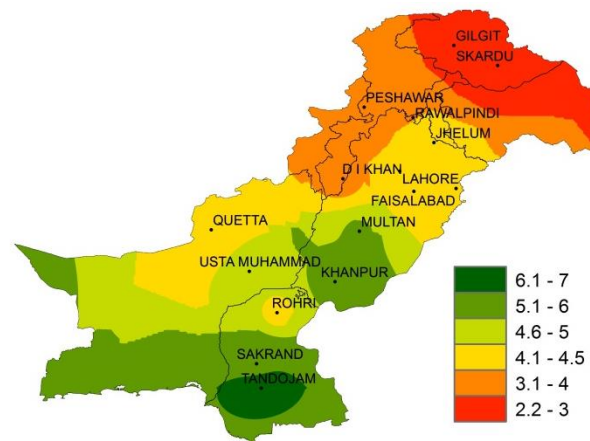 GILGIT
SKARDU
PESHAWAR
RAWALPINDI
JHELUM
D I KHAN
LAHORE
FAISALABAD
QUETTA
MULTAN
USTA MUHAMMAD
KHANPUR
ROHRI
SAKRAND
TANDOJAM
6.1 - 7
5.1 - 6
4.6 - 5
4.1 - 4.5
3.1 - 4
2.2 - 3